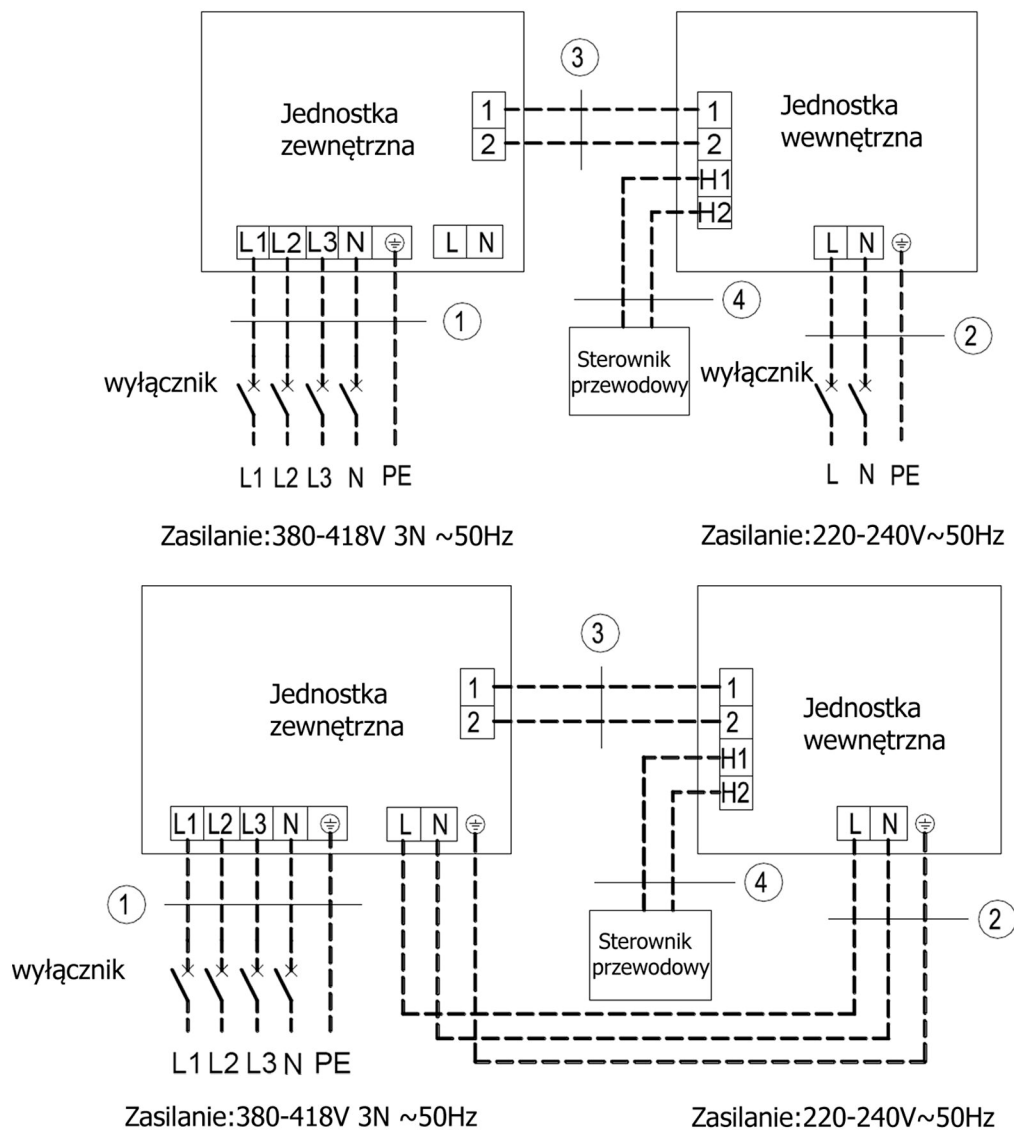 3
Jednostka
zewnętrzna
1
2
1
2
H1
H2
Jednostka
wewnętrzna
L1 L2 L3 N
L N
L N
1
4
2
wyłącznik
Sterownik
przewodowy
wyłącznik
L1 L2 L3 N PE
L N PE
Zasilanie:380-418V 3N ~50Hz
Zasilanie:220-240V~50Hz
3
Jednostka
zewnętrzna
1
2
1
2
H1
H2
Jednostka
wewnętrzna
L1 L2 L3 N
L N
L N
1
4
2
wyłącznik
Sterownik
przewodowy
L1 L2 L3 N PE
Zasilanie:380-418V 3N ~50Hz
Zasilanie:220-240V~50Hz